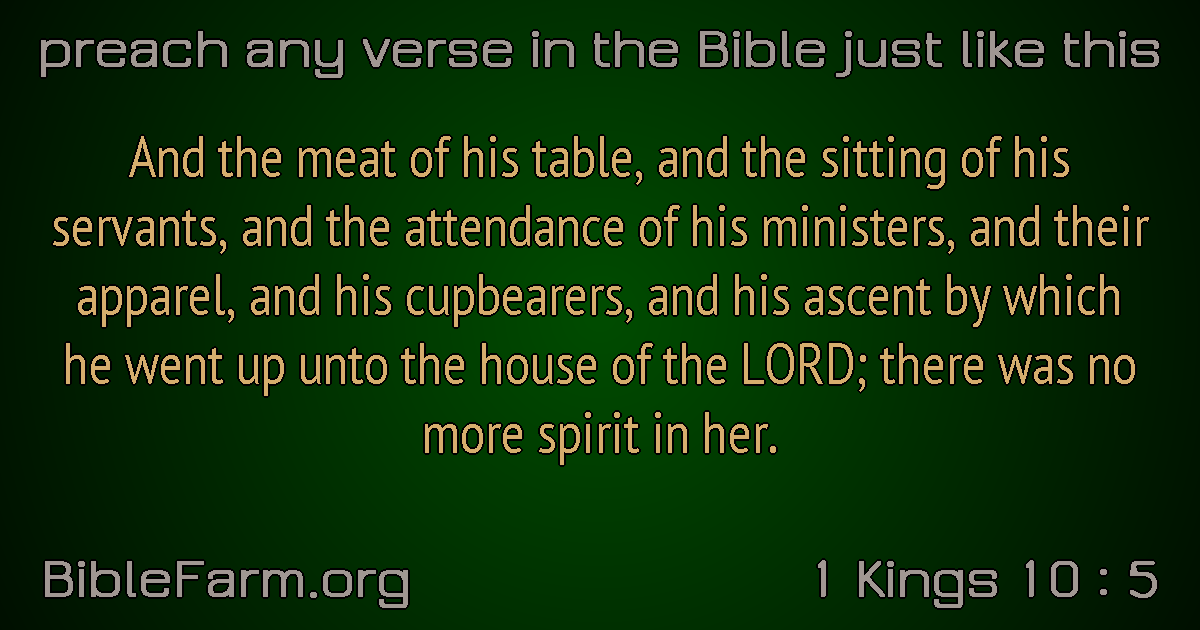 preach any verse in the Bible just like this
And the meat of his table, and the sitting of his
servants, and the attendance of his ministers, and their
apparel, and his cupbearers, and his ascent by which
he went up unto the house of the LORD; there was no
more spirit in her.
BibleFarm.org
1 Kings 10 : 5